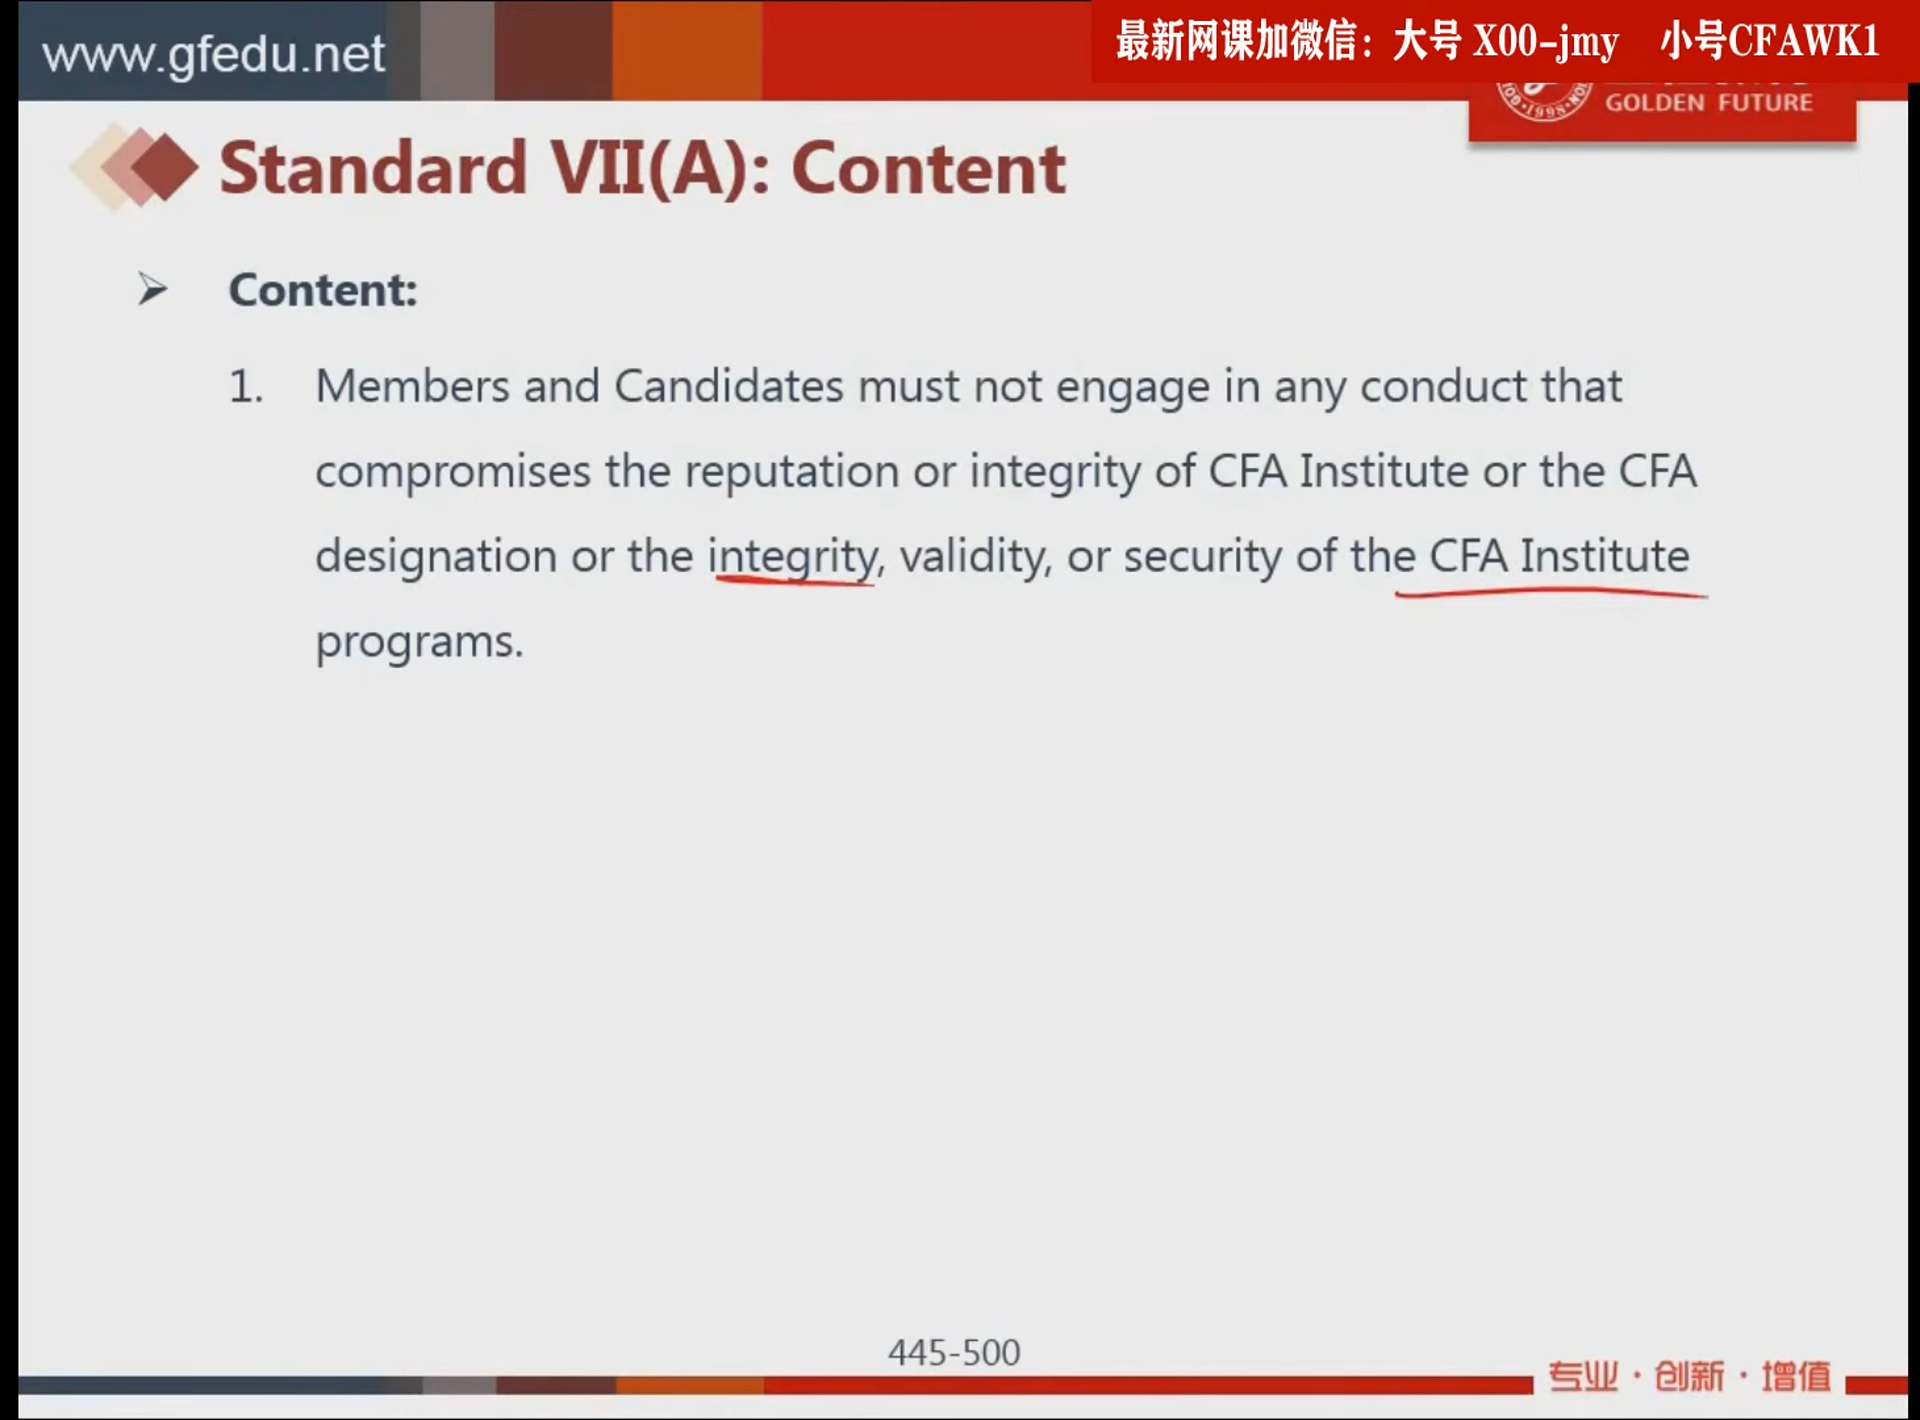 www.gfedu.net
最新网课加微信：大号 X00-jmy 小号CFAWK1
1998
GOLDEN FUTURE
Standard VII(A): Content
Content:
1. Members and Candidates must not engage in any conduct that
compromises the reputation or integrity of CFA Institute or the CFA
designation or the integrity, validity, or security of the CFA Institute
programs.
445-500
专业·创新·增值